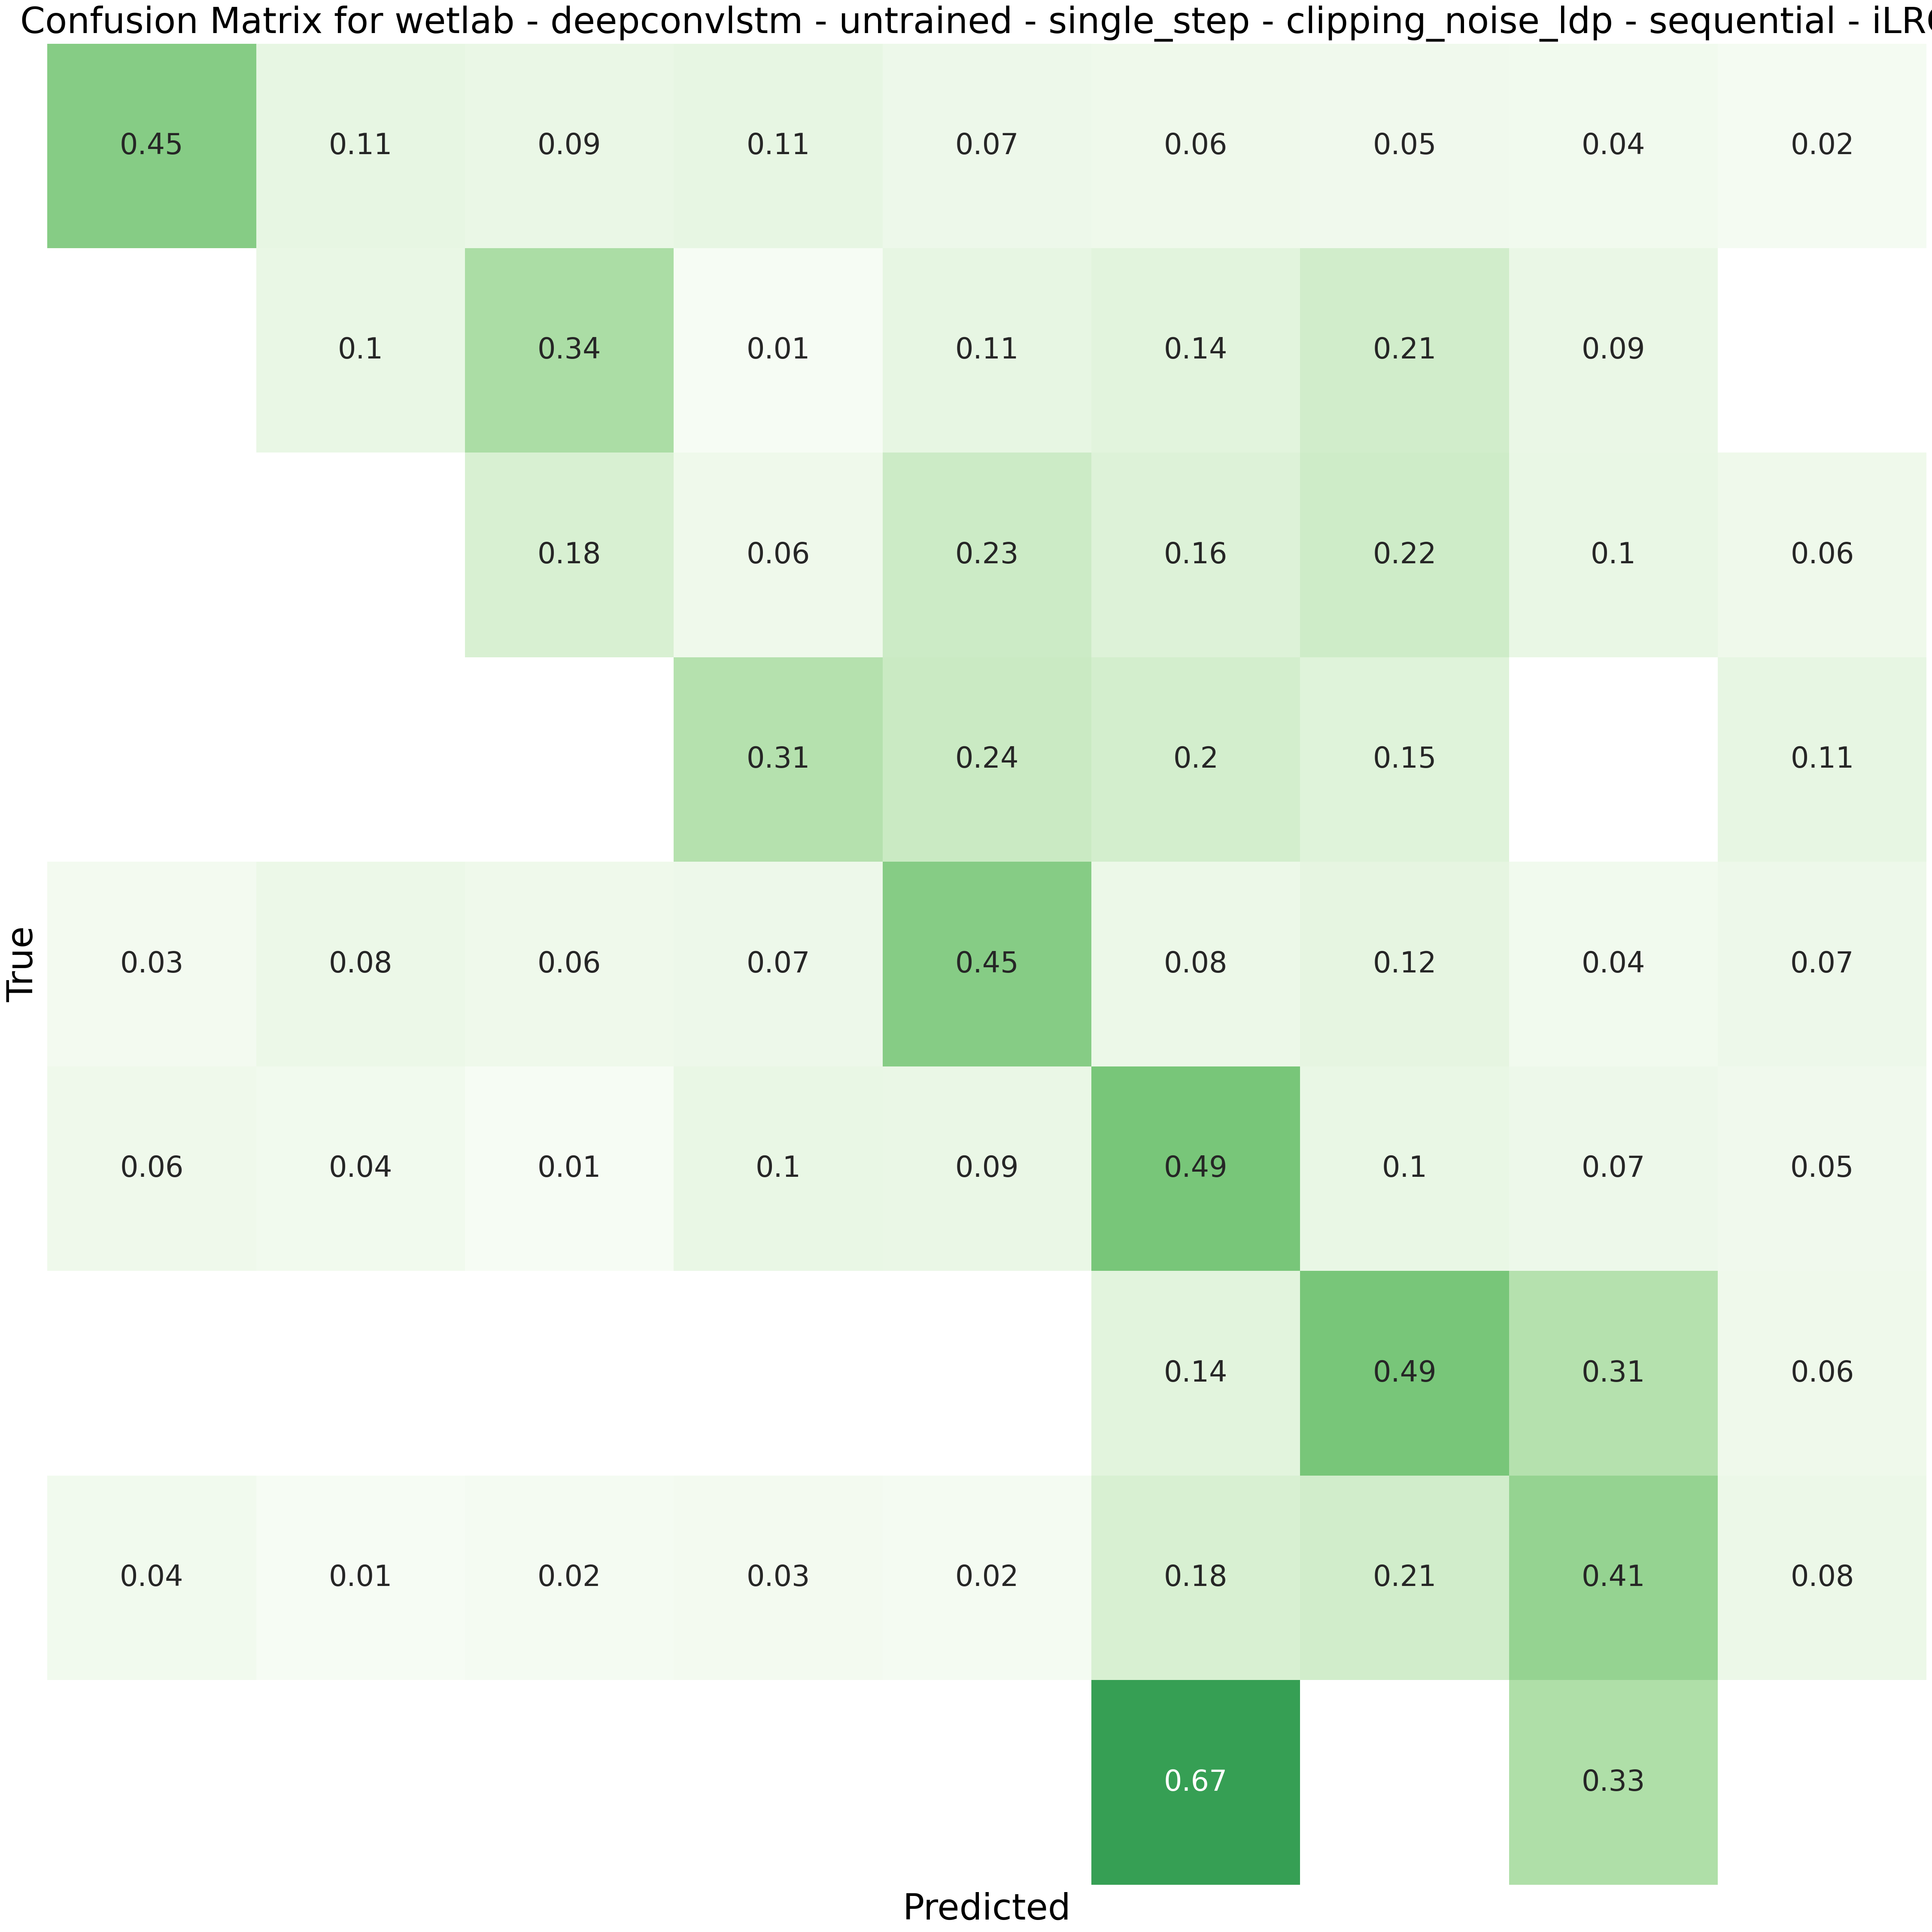 Confusion Matrix for wetlab - deepconvlstm - untrained - single_step - clipping_noise_ldp - sequential - iLRG
0.45 0.11 0.09 0.11 0.07 0.06 0.05 0.04 0.02
0.1 0.34 0.01 0.11 0.14 0.21 0.09
0.18 0.06 0.23 0.16 0.22 0.1 0.06
0.31 0.24 0.2 0.15 0.11
True
0.03 0.08 0.06 0.07 0.45 0.08 0.12 0.04 0.07
0.06 0.04 0.01 0.1 0.09 0.49 0.1 0.07 0.05
0.14 0.49 0.31 0.06
0.04 0.01 0.02 0.03 0.02 0.18 0.21 0.41 0.08
0.67 0.33
Predicted